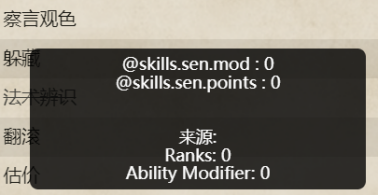 察言观色
躲藏
法术辨识
翻滚
估价
@skills.sen.mod : 0
@skills.sen.points : 0
来源:
Ranks: 0
Ability Modifier: 0